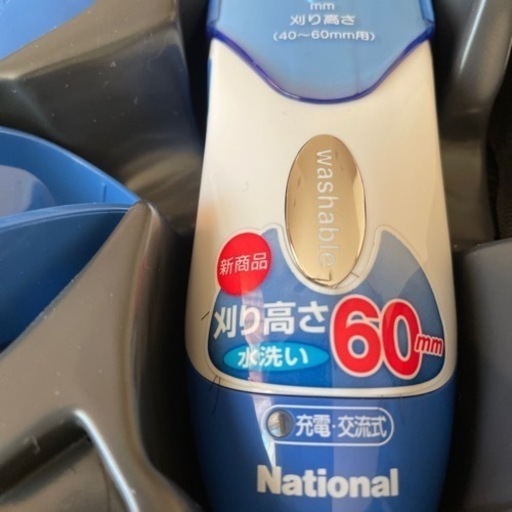 mm
刈り高さ
(40〜60mm用)
washable
新商品
刈り高さ
60mm
水洗い
充電・交流式
National